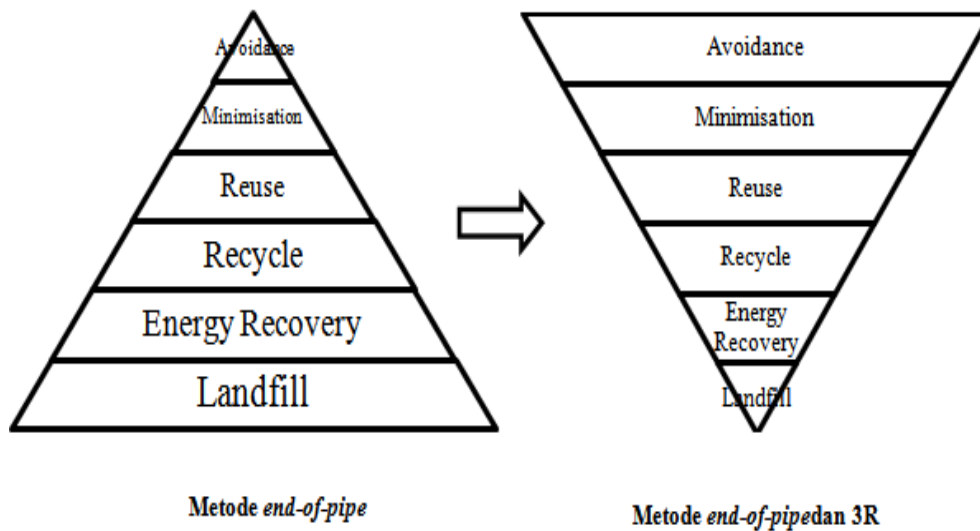 Avoidance
Minimisation
Reuse
Recycle
Energy Recovery
Landfill
Metode end-of-pipe
Avoidance
Minimisation
Reuse
Recycle
Energy
Recovery
Landfill
Metode end-of-pipedan 3R